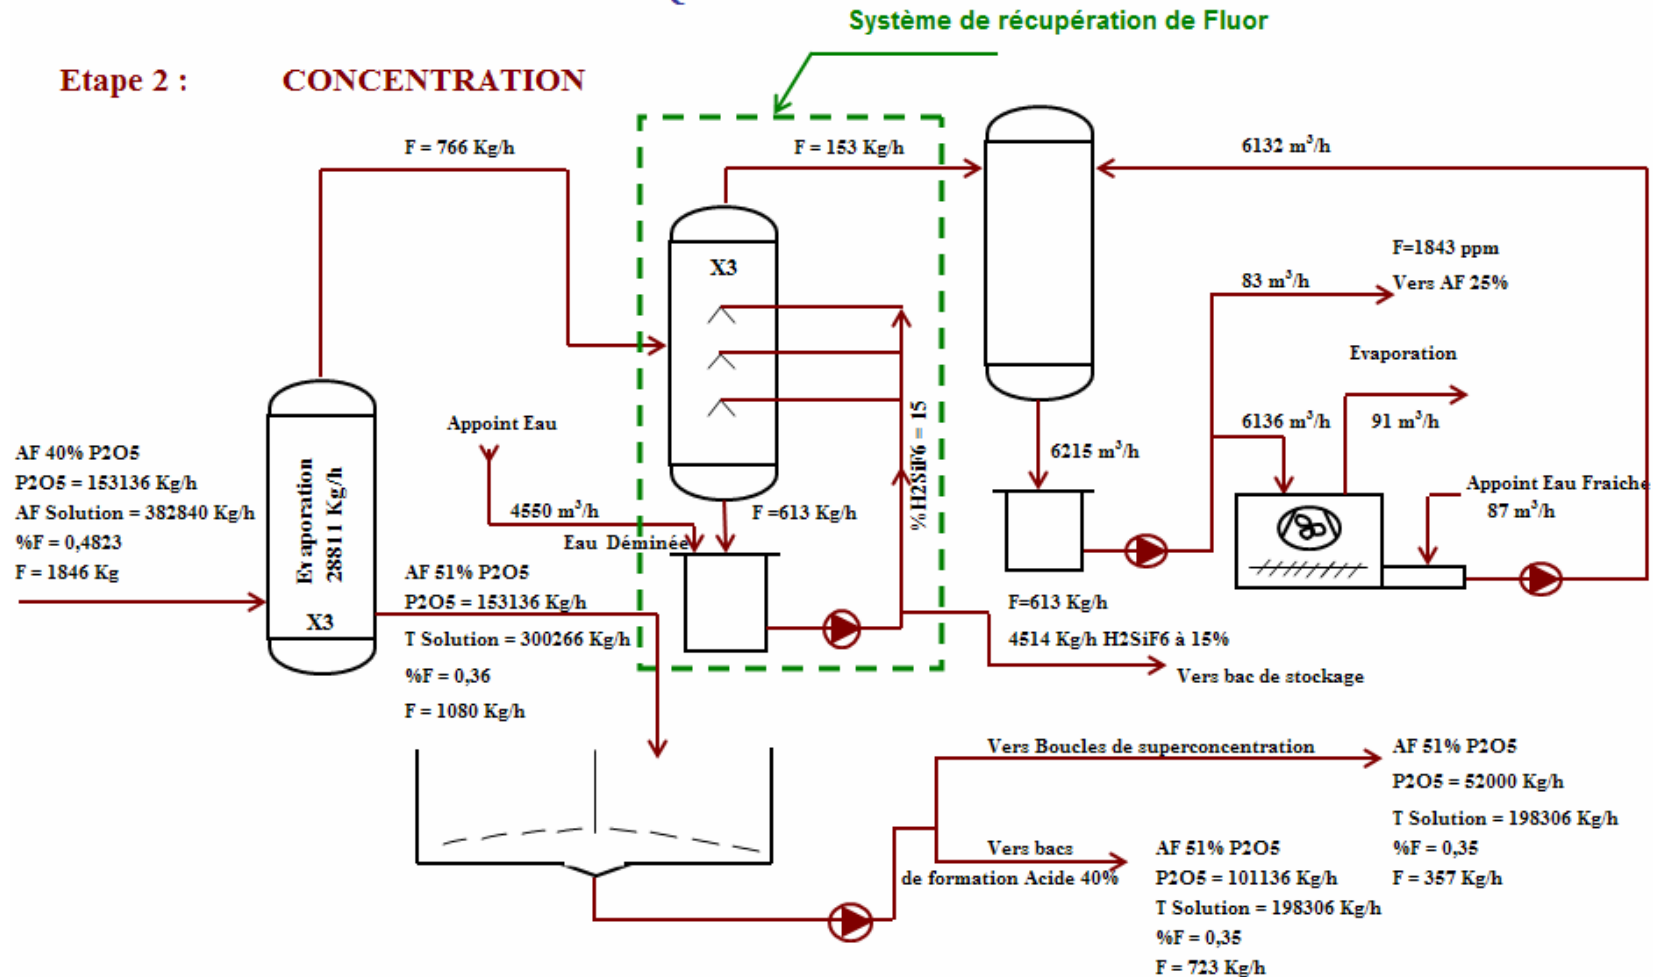 Système de récupération de Fluor
Etape 2 : CONCENTRATION
F = 766 Kg/h
F = 153 Kg/h
6132 m³/h
X3
F=1843 ppm
83 m³/h
Vers AF 25%
Evaporation
6136 m³/h
91 m³/h
Appoint Eau
%H2SiF6 = 15
6215 m³/h
AF 40% P2O5
P2O5 = 153136 Kg/h
AF Solution = 382840 Kg/h
%F = 0,4823
F = 1846 Kg
Evaporation
28811 Kg/h
X3
4550 m³/h
Eau Déminée
F =613 Kg/h
Appoint Eau Fraiche
87 m³/h
AF 51% P2O5
P2O5 = 153136 Kg/h
T Solution = 300266 Kg/h
%F = 0,36
F = 1080 Kg/h
F=613 Kg/h
4514 Kg/h H2SiF6 à 15%
Vers bac de stockage
Vers Boucles de superconcentration
AF 51% P2O5
P2O5 = 52000 Kg/h
T Solution = 198306 Kg/h
%F = 0,35
F = 357 Kg/h
Vers bacs
de formation Acide 40%
AF 51% P2O5
P2O5 = 101136 Kg/h
T Solution = 198306 Kg/h
%F = 0,35
F = 723 Kg/h